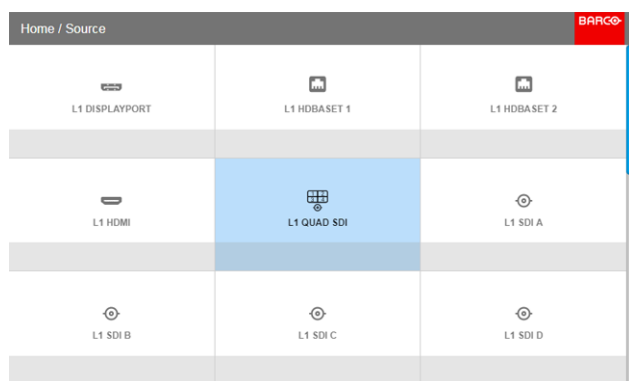 Home / Source
BARCO
L1 DISPLAYPORT
L1 HDBASET 1
L1 HDBASET 2
L1 HDMI
L1 QUAD SDI
L1 SDI A
L1 SDI B
L1 SDI C
L1 SDI D